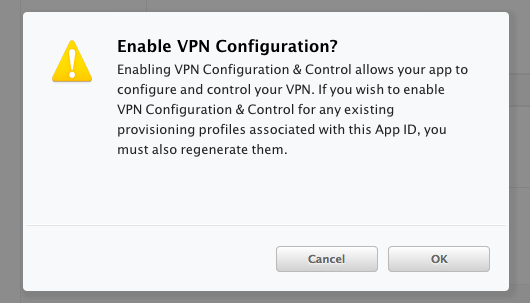 Enable VPN Configuration?
Enabling VPN Configuration & Control allows your app to
configure and control your VPN. If you wish to enable
VPN Configuration & Control for any existing
provisioning profiles associated with this App ID, you
must also regenerate them.
Cancel
OK